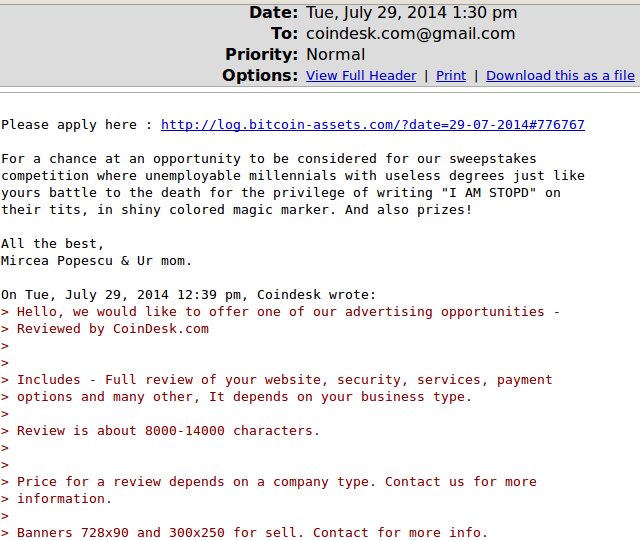 Date: Tue, July 29, 2014 1:30 pm
To: coindesk.com@gmail.com
Priority: Normal
Options: View Full Header | Print | Download this as a file
Please apply here : http://log.bitcoin-assets.com/?date=29-07-2014#776767
For a chance at an opportunity to be considered for our sweepstakes
competition where unemployable millennials with useless degrees just like
yours battle to the death for the privilege of writing "I AM STOPD" on
their tits, in shiny colored magic marker. And also prizes!
All the best,
Mircea Popescu & Ur mom.
On Tue, July 29, 2014 12:39 pm, Coindesk wrote:
> Hello, we would like to offer one of our advertising opportunities -
> Reviewed by CoinDesk.com
>
>
> Includes - Full review of your website, security, services, payment
> options and many other, It depends on your business type.
>
> Review is about 8000-14000 characters.
>
>
> Price for a review depends on a company type. Contact us for more
> information.
>
> Banners 728x90 and 300x250 for sell. Contact for more info.